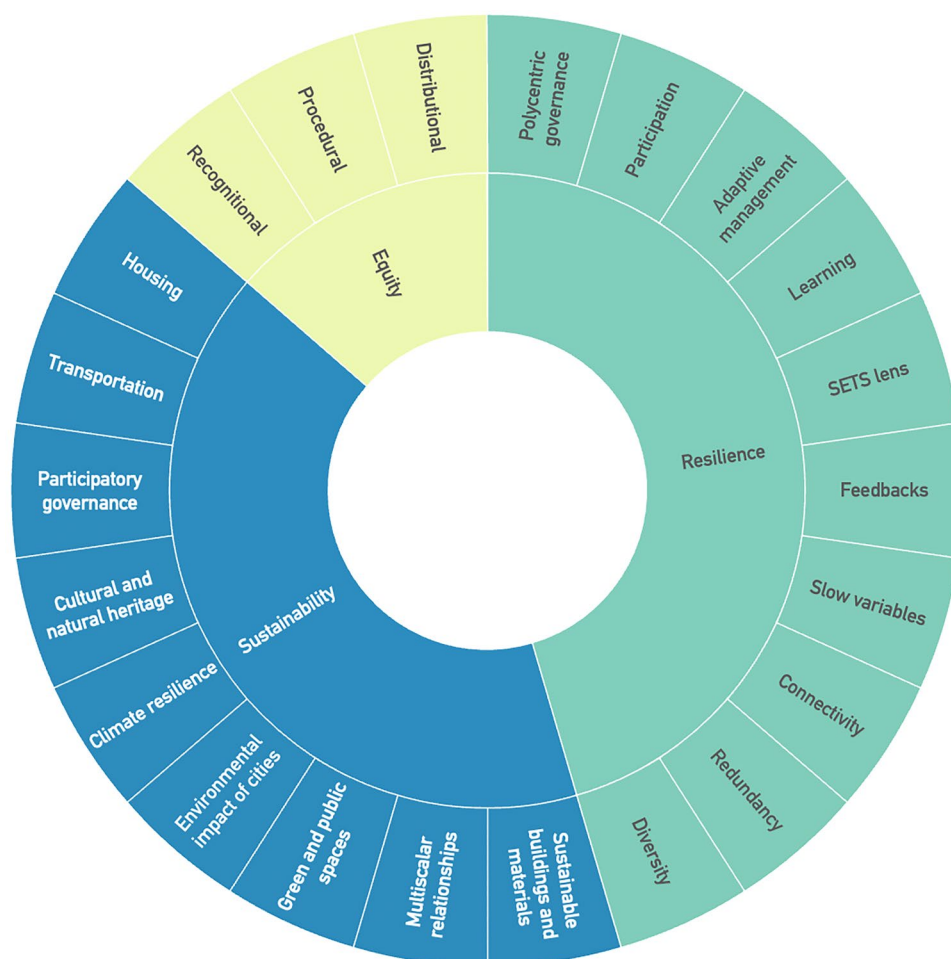 Equity
Distributional
Procedural
Recognitional
Resilience
Polycentric
governance
Participation
Adaptive
management
Learning
SETS lens
Feedbacks
Slow variables
Connectivity
Redundancy
Diversity
Sustainability
Sustainable
buildings and
materials
Multiscalar
relationships
Green and public
spaces
Environmental
impact of cities
Climate resilience
Cultural and
natural heritage
Participatory
governance
Transportation
Housing